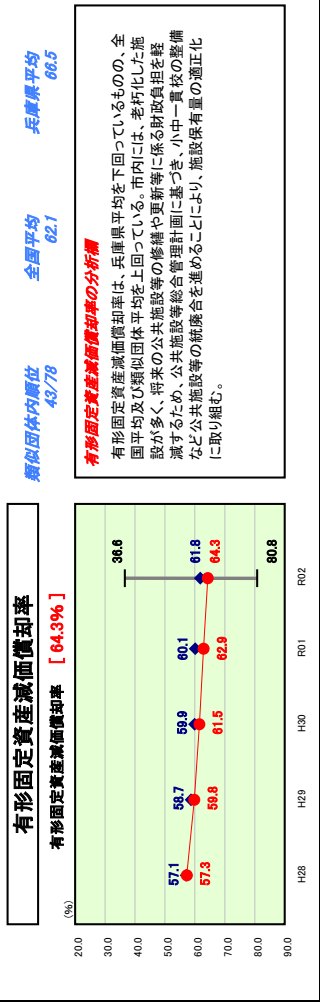 有形固定資産減価償却率
有形固定資産減価償却率 [ 64.3% ]
(%)
20.0
30.0
40.0
50.0
60.0
70.0
80.0
90.0
57.1
57.3
58.7
59.8
59.9
61.5
60.1
62.9
36.6
61.8
64.3
80.8
H28
H29
H30
R01
R02
類似団体内順位
43/78
全国平均
62.1
兵庫県平均
66.5
有形固定資産減価償却率の分析欄
有形固定資産減価償却率は、兵庫県平均を下回っているものの、全
国平均及び類似団体平均を上回っている。市内には、老朽化した施
設が多く、将来の公共施設等の修繕や更新等に係る財政負担を軽
減するため、公共施設等総合管理計画に基づき、小中一貫校の整備
など公共施設等の統廃合を進めることにより、施設保有量の適正化
に取り組む。